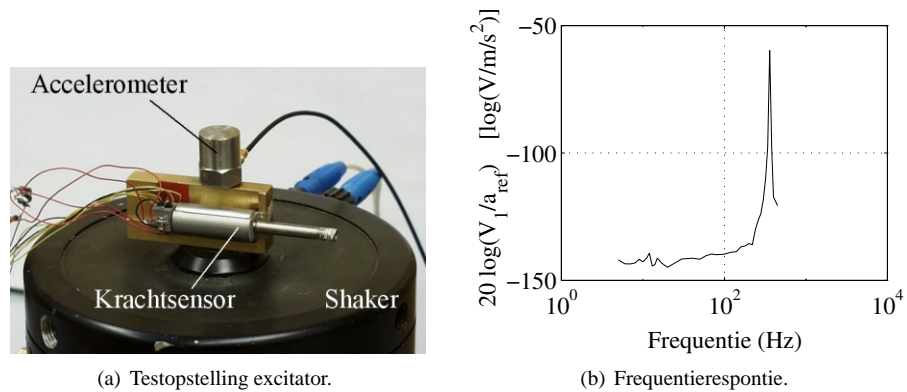 Accelerometer
Krachtsensor
Shaker
(a) Testopstelling excitator.
20 log(V₁/a_ref) [log(V/m/s²)]
−50
−100
−150
10⁰
10²
10⁴
Frequentie (Hz)
(b) Frequentierespontie.